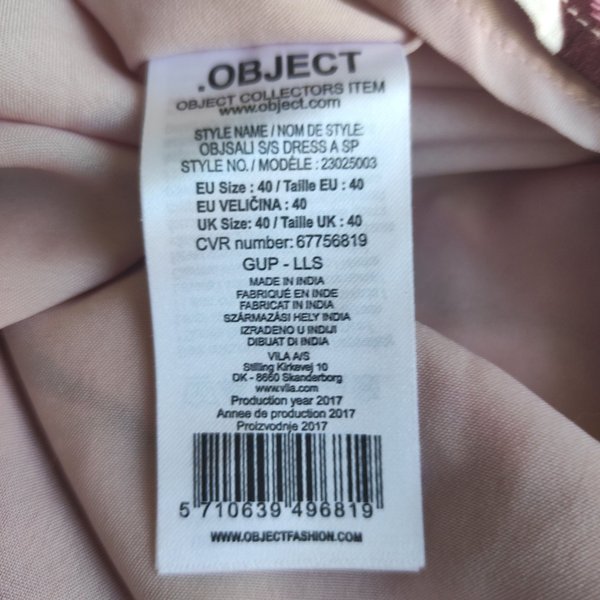 .OBJECT
OBJECT COLLECTORS ITEM
www.object.com
STYLE NAME / NOM DE STYLE:
OBJSALI S/S DRESS A SP
STYLE NO./ MODÈLE : 23025003
EU Size : 40 / Taille EU : 40
EU VELIČINA : 40
UK Size: 40 / Taille UK : 40
CVR number: 67756819
GUP - LLS
MADE IN INDIA
FABRIQUÉ EN INDE
FABRICAT IN INDIA
SZÁRMAZÁSI HELY INDIA
IZRADENO U INDIJI
DIBUAT DI INDIA
VILA A/S
Stilling Kirkevej 10
DK - 8660 Skanderborg
www.vila.com
Production year 2017
Annee de production 2017
Proizvodnje 2017
5 710639 496819
WWW.OBJECTFASHION.COM